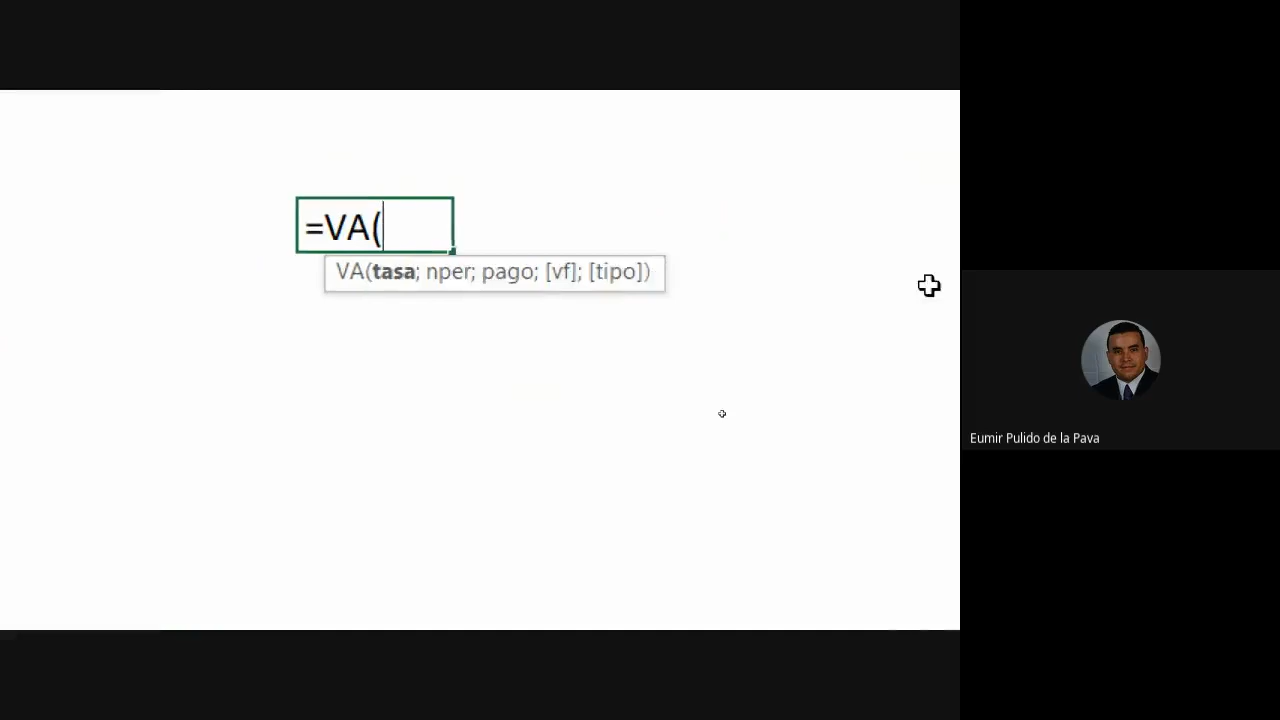 =VA(
VA(tasa; nper; pago; [vf]; [tipo])
Eumir Pulido de la Pava